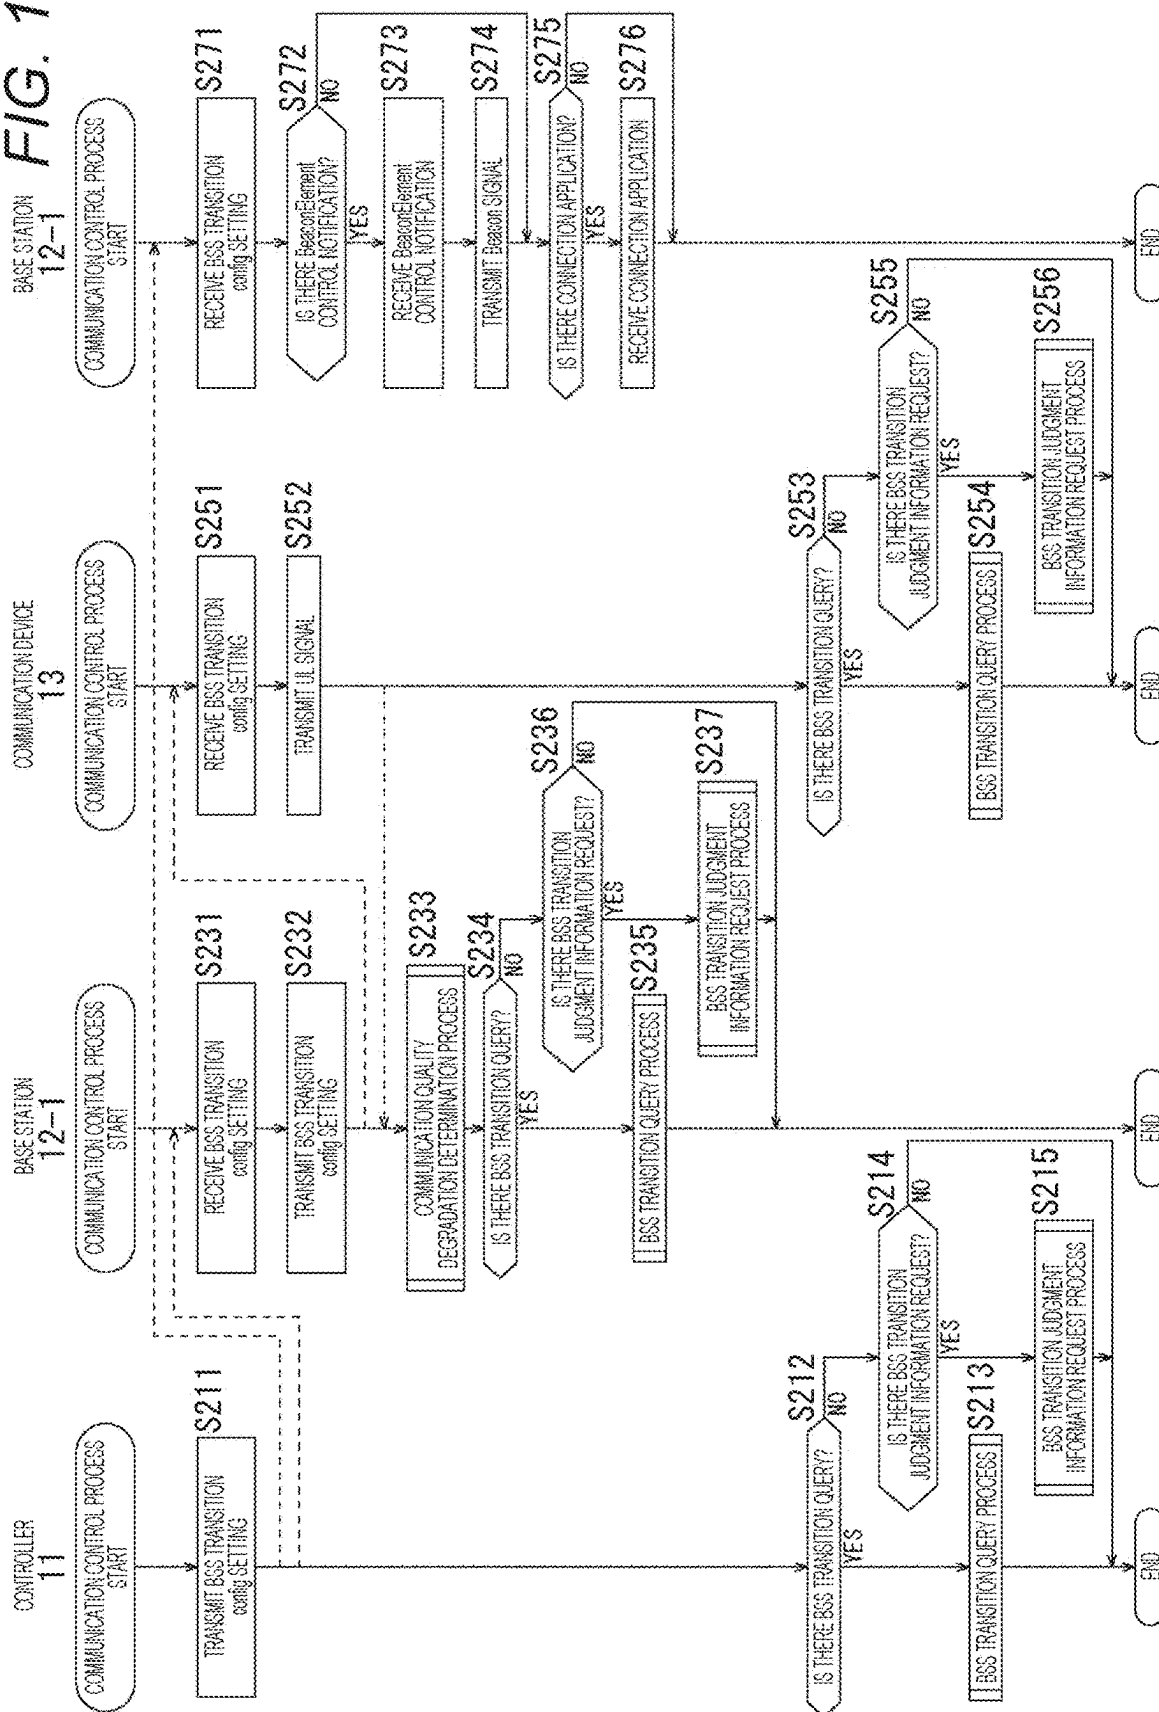 FIG. 1
CONTROLLER
11
COMMUNICATION CONTROL PROCESS
START
TRANSMIT BSS TRANSITION
config SETTING
S211
IS THERE BSS TRANSITION QUERY?
S212
NO
YES
BSS TRANSITION QUERY PROCESS
S213
IS THERE BSS TRANSITION
JUDGMENT INFORMATION REQUEST?
S214
NO
YES
BSS TRANSITION JUDGMENT
INFORMATION REQUEST PROCESS
S215
END
BASE STATION
12-1
COMMUNICATION CONTROL PROCESS
START
RECEIVE BSS TRANSITION
config SETTING
S231
TRANSMIT BSS TRANSITION
config SETTING
S232
COMMUNICATION QUALITY
DEGRADATION DETERMINATION PROCESS
S233
IS THERE BSS TRANSITION QUERY?
S234
NO
YES
BSS TRANSITION QUERY PROCESS
S235
IS THERE BSS TRANSITION
JUDGMENT INFORMATION REQUEST?
S236
NO
YES
BSS TRANSITION JUDGMENT
INFORMATION REQUEST PROCESS
S237
END
COMMUNICATION DEVICE
13
COMMUNICATION CONTROL PROCESS
START
RECEIVE BSS TRANSITION
config SETTING
S251
TRANSMIT UL SIGNAL
S252
IS THERE BSS TRANSITION QUERY?
S253
NO
YES
BSS TRANSITION QUERY PROCESS
S254
IS THERE BSS TRANSITION
JUDGMENT INFORMATION REQUEST?
S255
NO
YES
BSS TRANSITION JUDGMENT
INFORMATION REQUEST PROCESS
S256
END
BASE STATION
12-1
COMMUNICATION CONTROL PROCESS
START
RECEIVE BSS TRANSITION
config SETTING
S271
IS THERE BeaconElement
CONTROL NOTIFICATION?
S272
NO
YES
RECEIVE BeaconElement
CONTROL NOTIFICATION
S273
TRANSMIT Beacon SIGNAL
S274
IS THERE CONNECTION APPLICATION?
S275
NO
YES
RECEIVE CONNECTION APPLICATION
S276
END